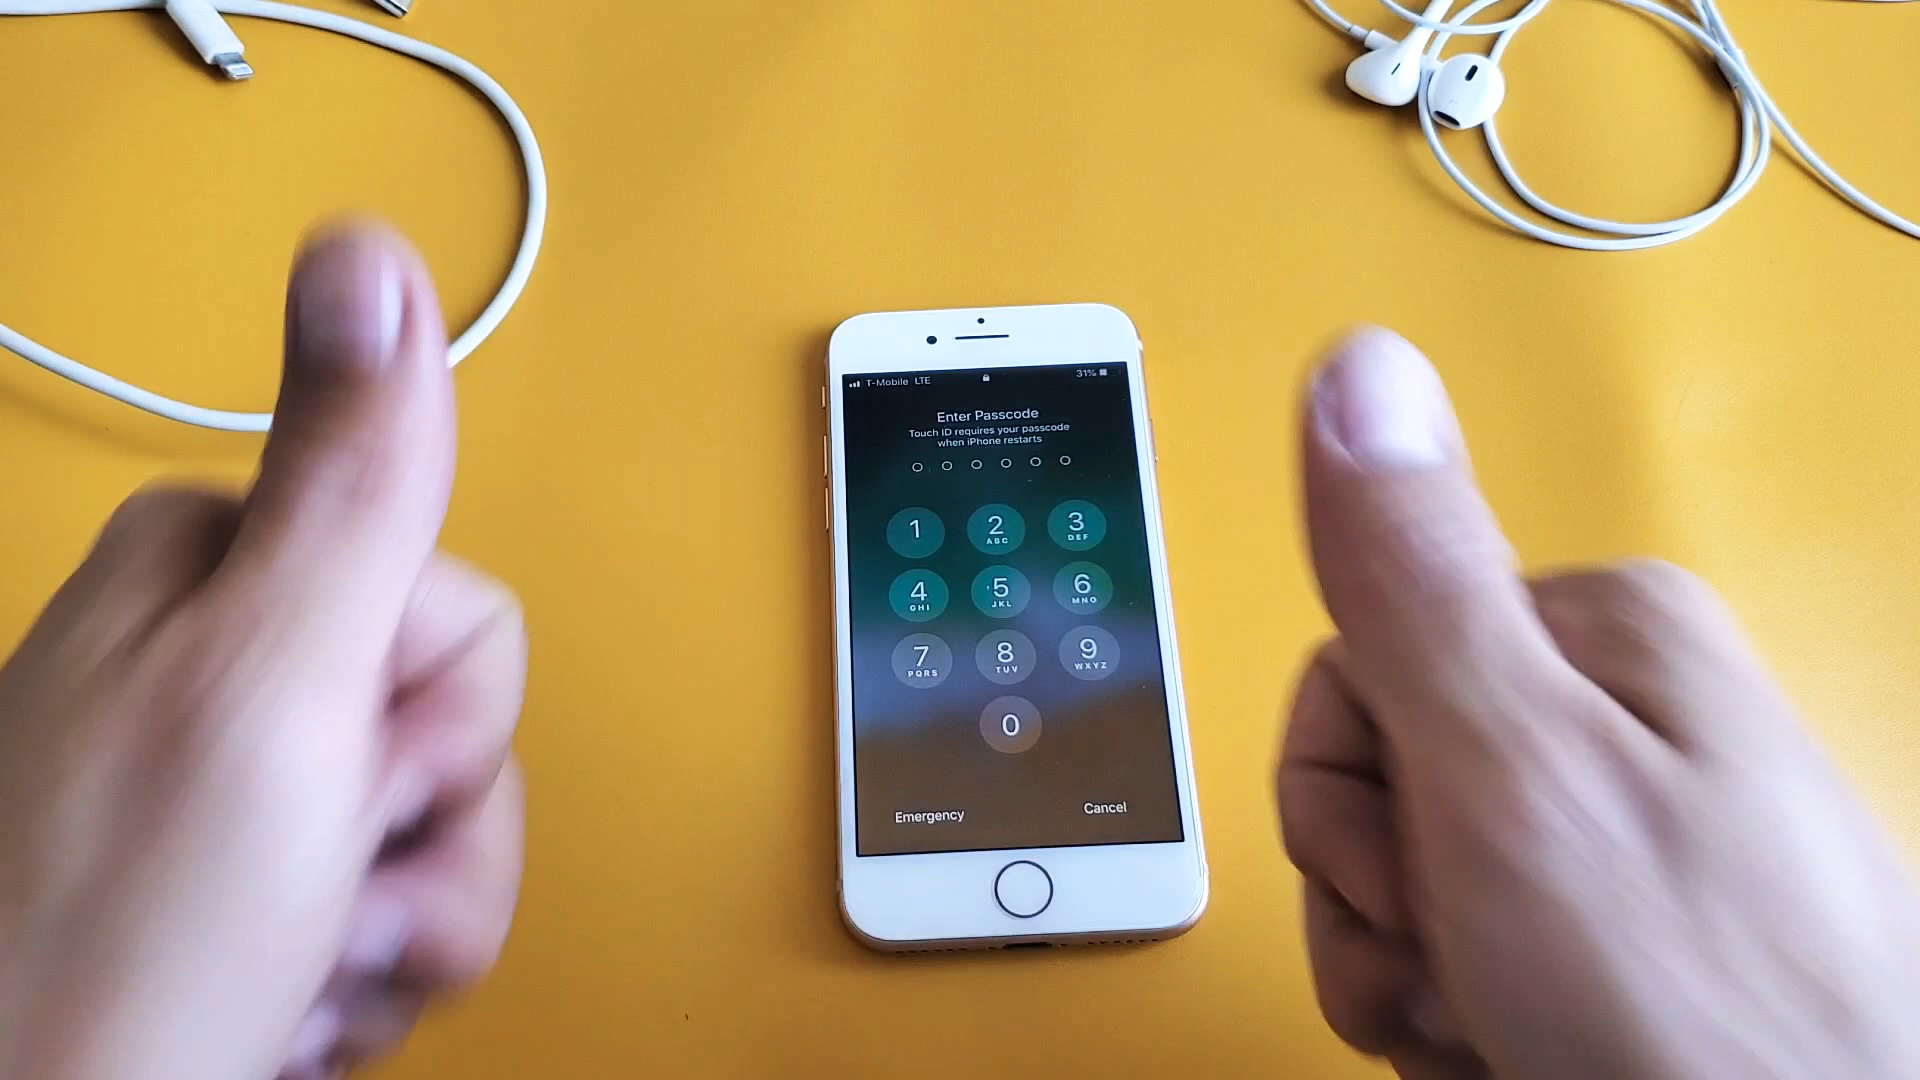 T-Mobile LTE 31%
Enter Passcode
Touch ID requires your passcode
when iPhone restarts
1 2 3
ABC DEF
4 5 6
GHI JKL MNO
7 8 9
PQRS TUV WXYZ
0
Emergency Cancel